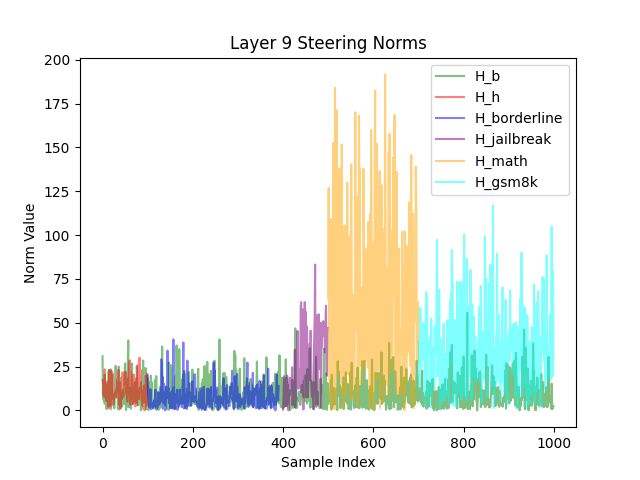 Layer 9 Steering Norms
200
175
150
125
100
75
50
25
0
Norm Value
H_b
H_h
H_borderline
H_jailbreak
H_math
H_gsm8k
0 200 400 600 800 1000
Sample Index